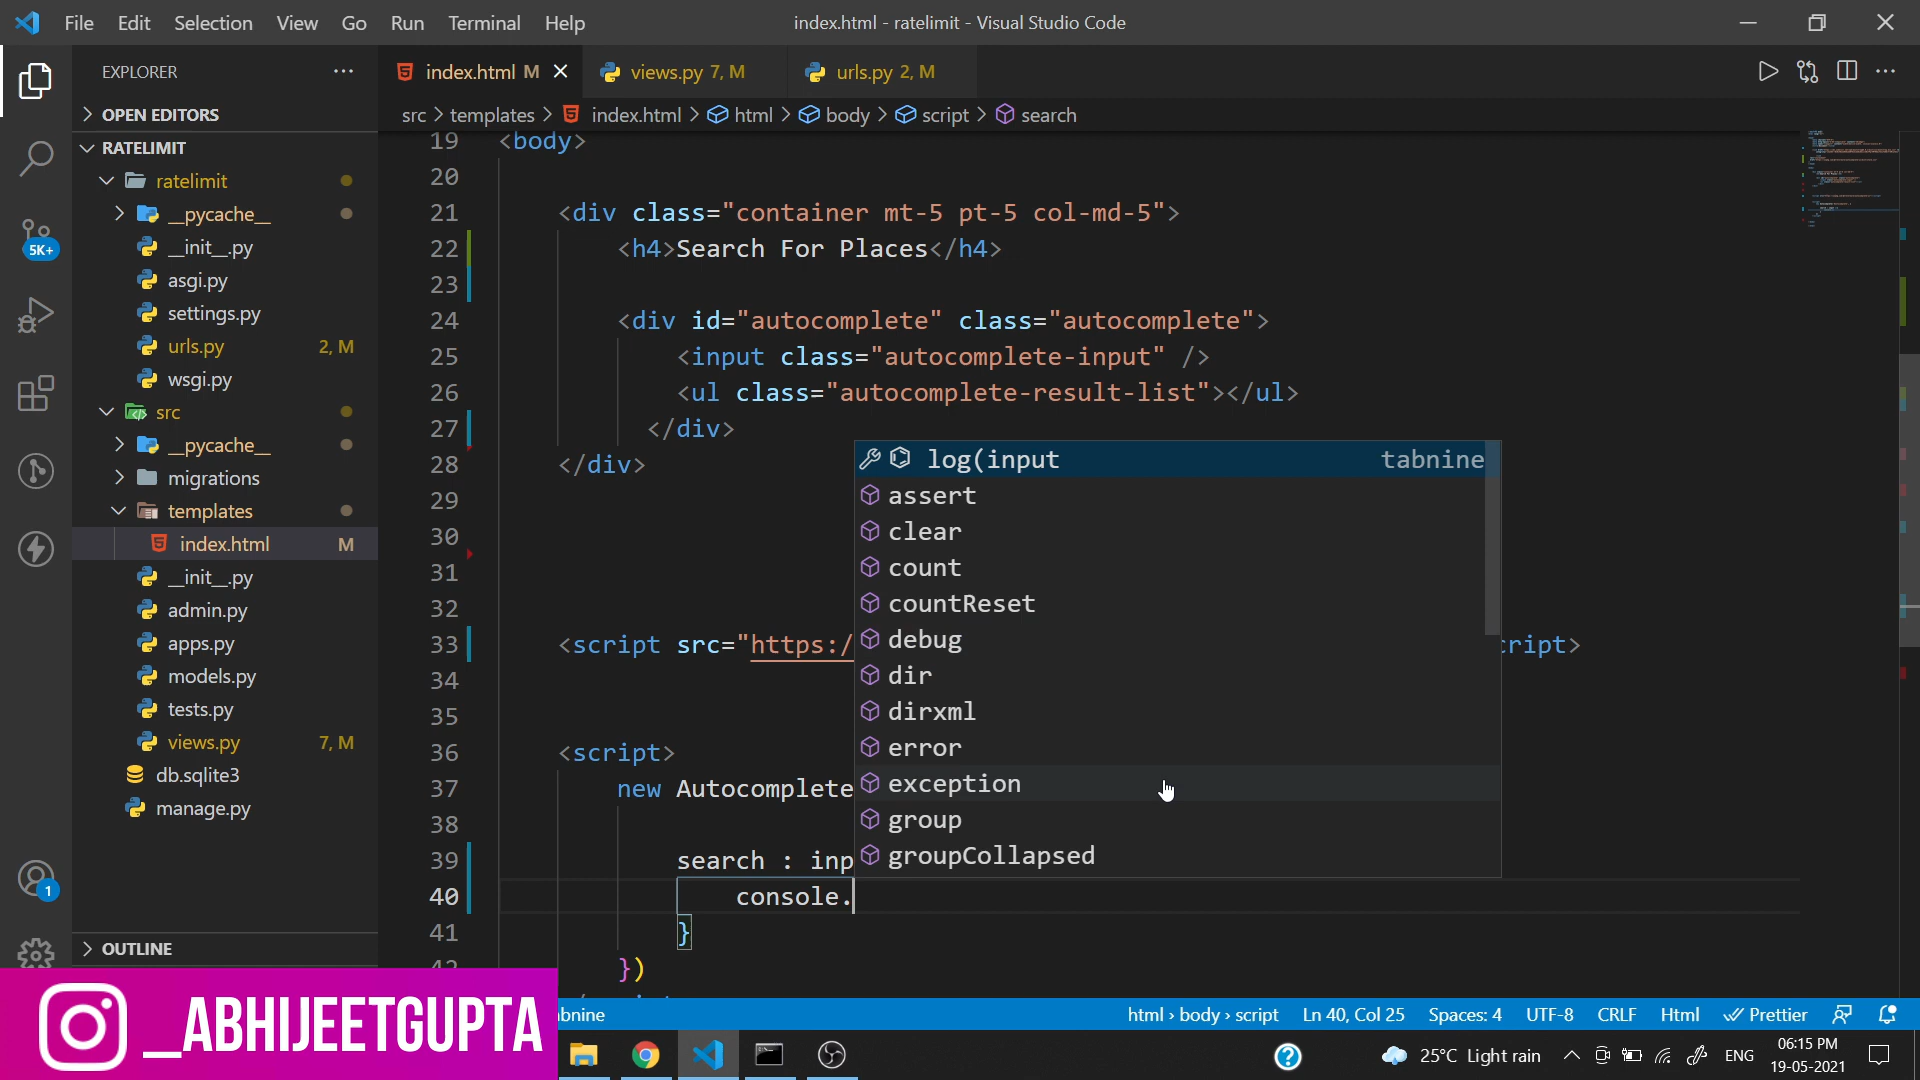 File Edit Selection View Go Run Terminal Help
index.html - ratelimit - Visual Studio Code
EXPLORER
index.html M
views.py 7, M
urls.py 2, M
OPEN EDITORS
src > templates > index.html > html > body > script > search
RATELIMIT
ratelimit
__pycache__
__init__.py
asgi.py
settings.py
urls.py 2, M
wsgi.py
src
__pycache__
migrations
templates
index.html M
__init__.py
admin.py
apps.py
models.py
tests.py
views.py 7, M
db.sqlite3
manage.py
OUTLINE
5K+
1
19 <body>
20
21 <div class="container mt-5 pt-5 col-md-5">
22 <h4>Search For Places</h4>
23
24 <div id="autocomplete" class="autocomplete">
25 <input class="autocomplete-input" />
26 <ul class="autocomplete-result-list"></ul>
27 </div>
28 </div>
29
30
31
32
33 <script src="https:/ ript>
34
35
36 <script>
37 new Autocomplete
38
39 search : inp
40 console.
41 }
42 })
log(input tabnine
assert
clear
count
countReset
debug
dir
dirxml
error
exception
group
groupCollapsed
bnine
html › body › script Ln 40, Col 25 Spaces: 4 UTF-8 CRLF Html Prettier
_ABHIJEETGUPTA
25°C Light rain ENG 06:15 PM
19-05-2021